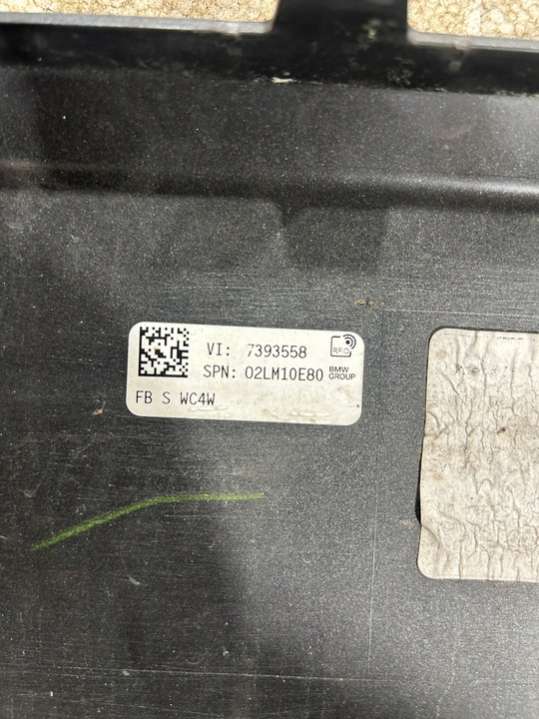 VI: 7393558
RFID
SPN: 02LM10E80
BMW
GROUP
FB S WC4W